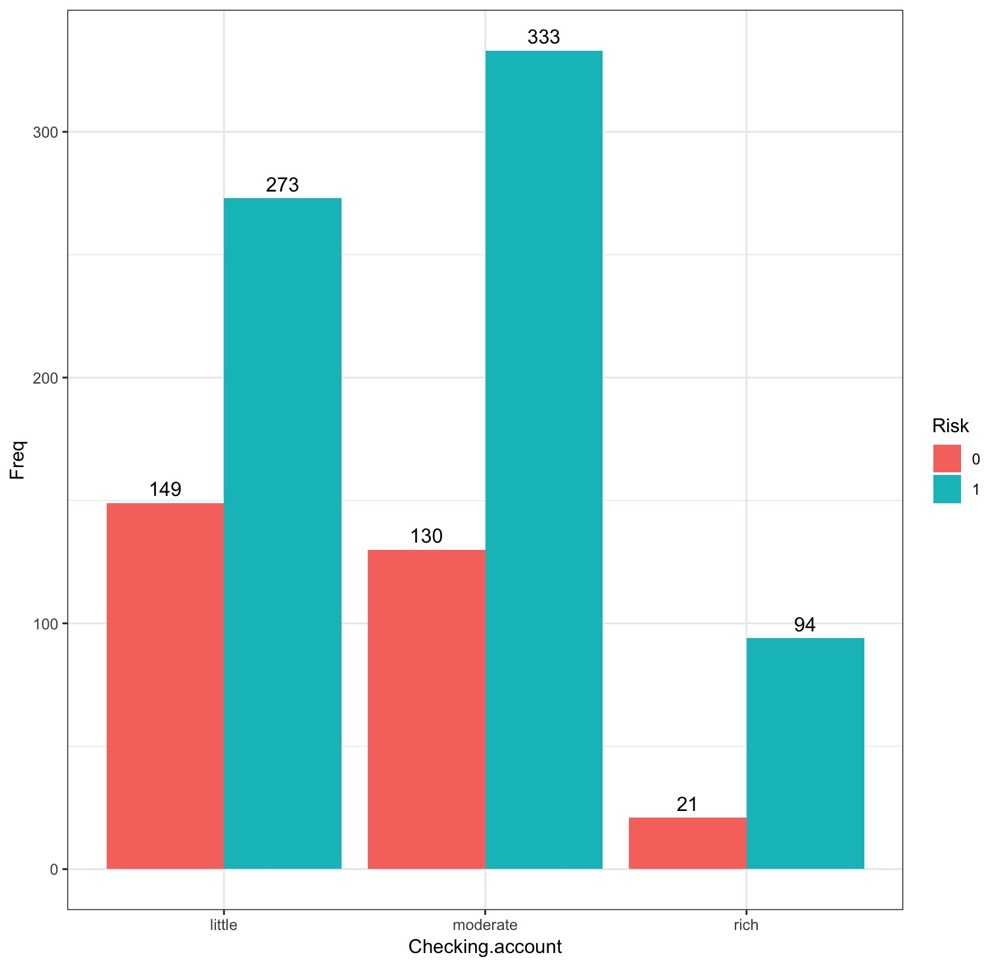 333
300
273
200
Freq
149
130
100
94
21
0
little
moderate
rich
Checking.account
Risk
0
1